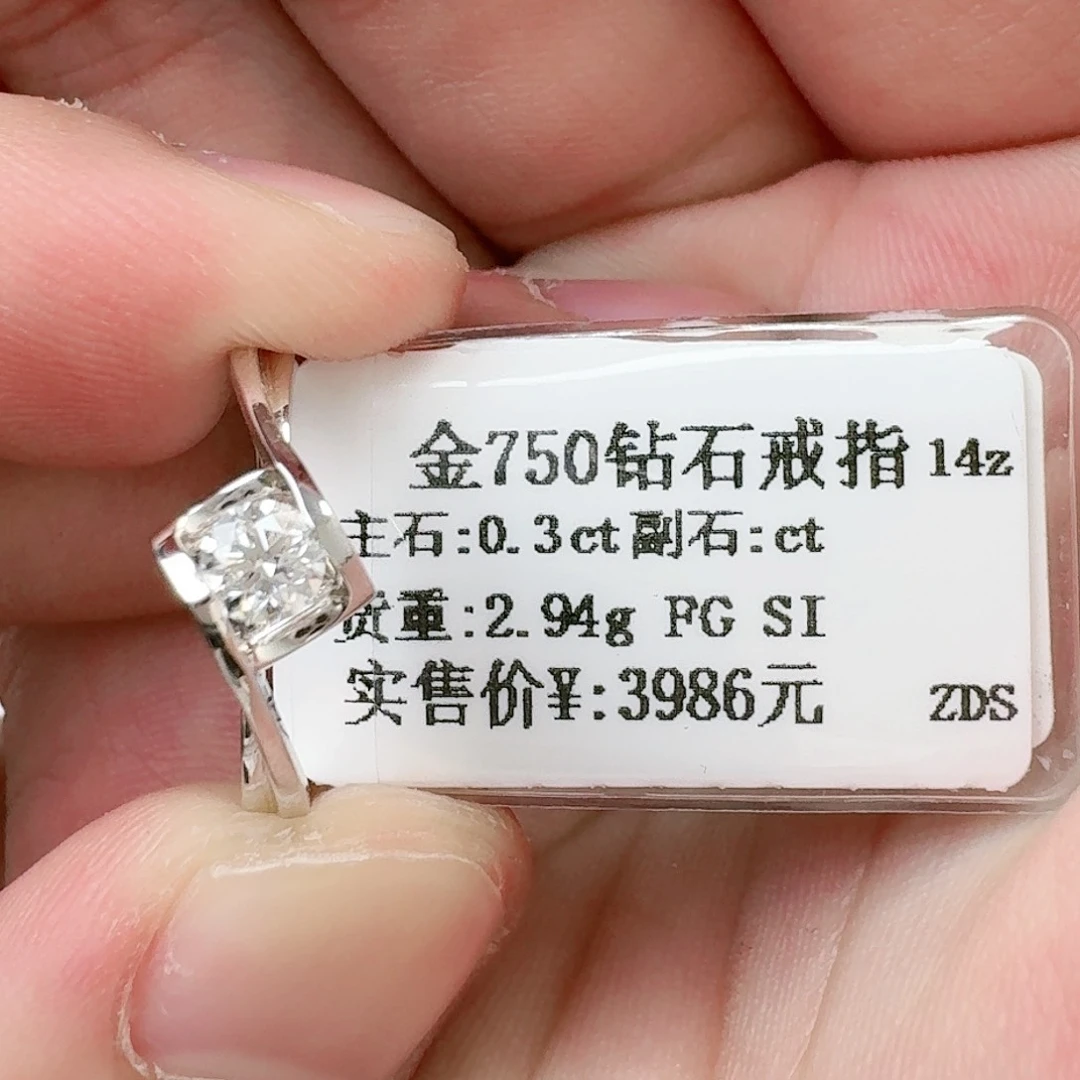 金750钻石戒指 14z
主石:0.3ct 副石:ct
货重:2.94g FG SI
实售价¥:3986元 ZDS